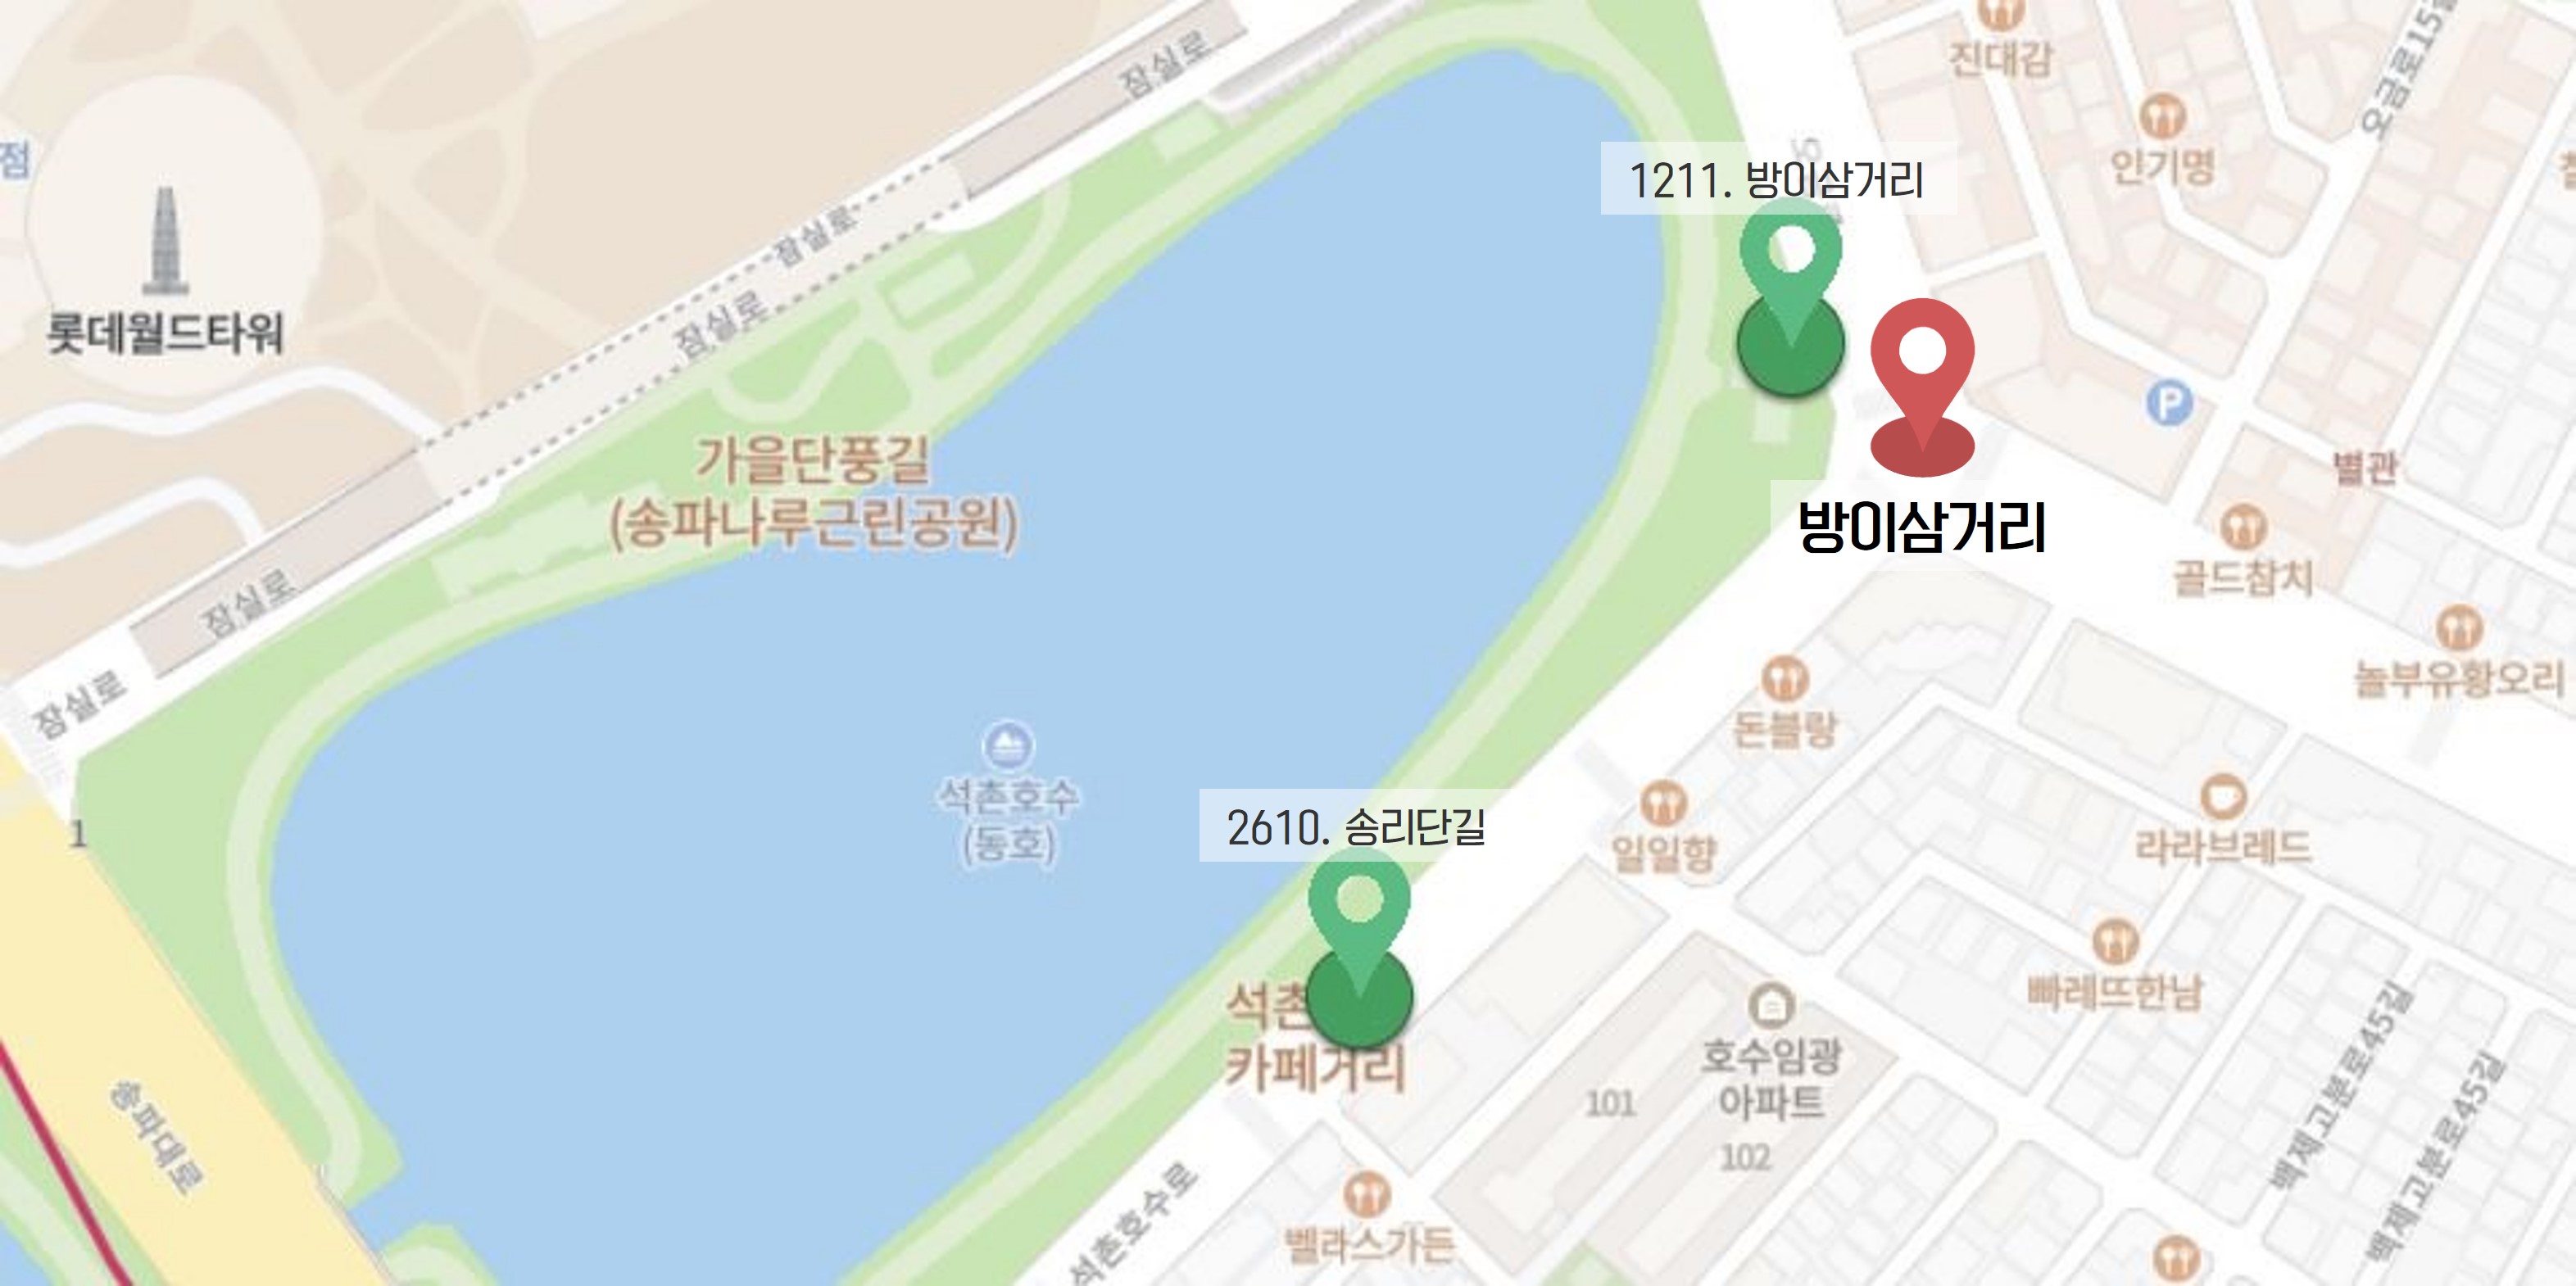 잠실로
진대감
오금로15길
인기명
점
1211. 방이삼거리
잠실로
잠실로
롯데월드타워
P
방이삼거리
별관
가을단풍길
(송파나루근린공원)
골드참치
잠실로
놀부유황오리
잠실로
돈블랑
석촌호수
(동호)
1
2610. 송리단길
일일향
라라브레드
석촌
카페거리
빠레뜨한남
호수임광
아파트
101
102
송파대로
석촌호수로
벨라스가든
백제고분로45길
백제고분로45길